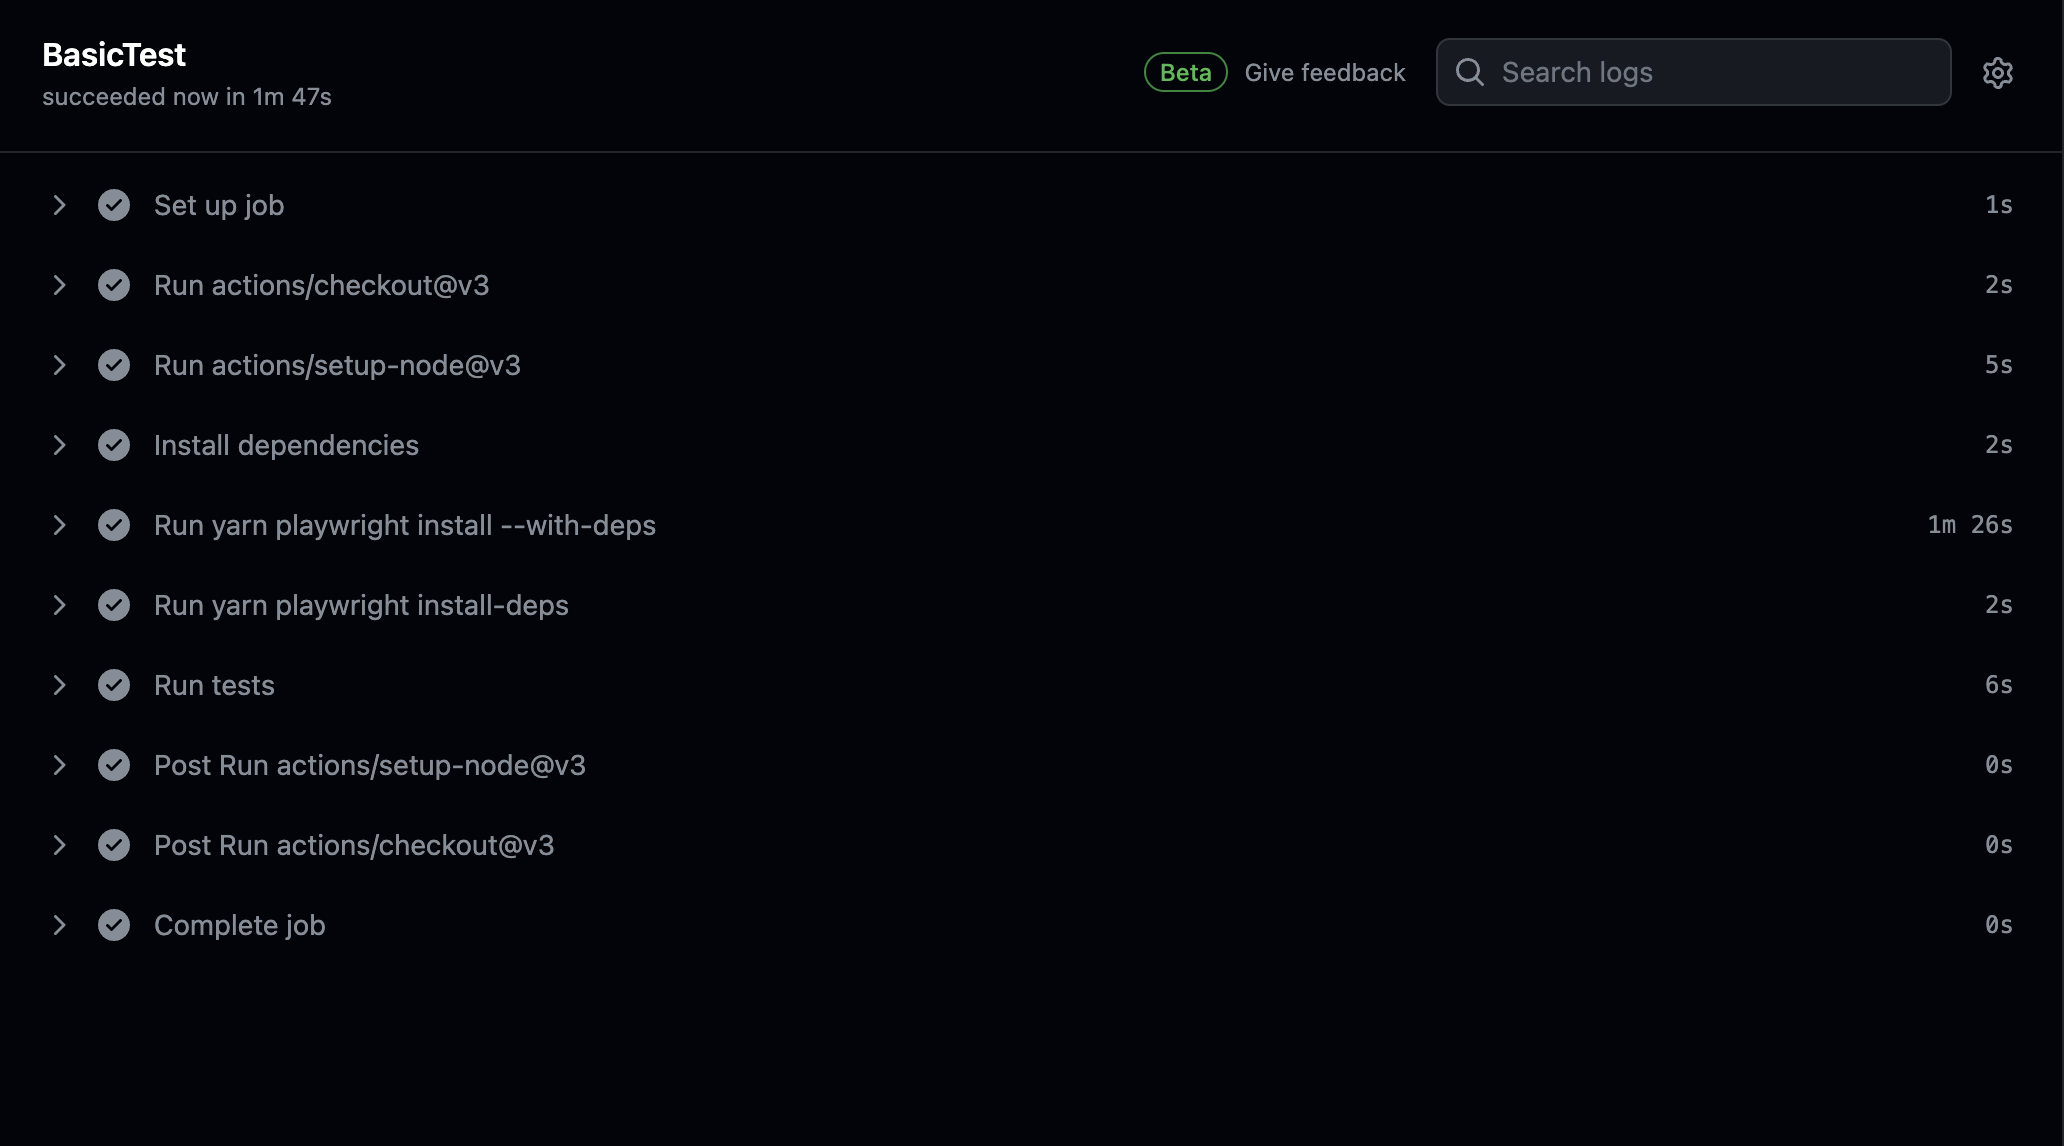 BasicTest
succeeded now in 1m 47s
Beta Give feedback Search logs
Set up job 1s
Run actions/checkout@v3 2s
Run actions/setup-node@v3 5s
Install dependencies 2s
Run yarn playwright install --with-deps 1m 26s
Run yarn playwright install-deps 2s
Run tests 6s
Post Run actions/setup-node@v3 0s
Post Run actions/checkout@v3 0s
Complete job 0s